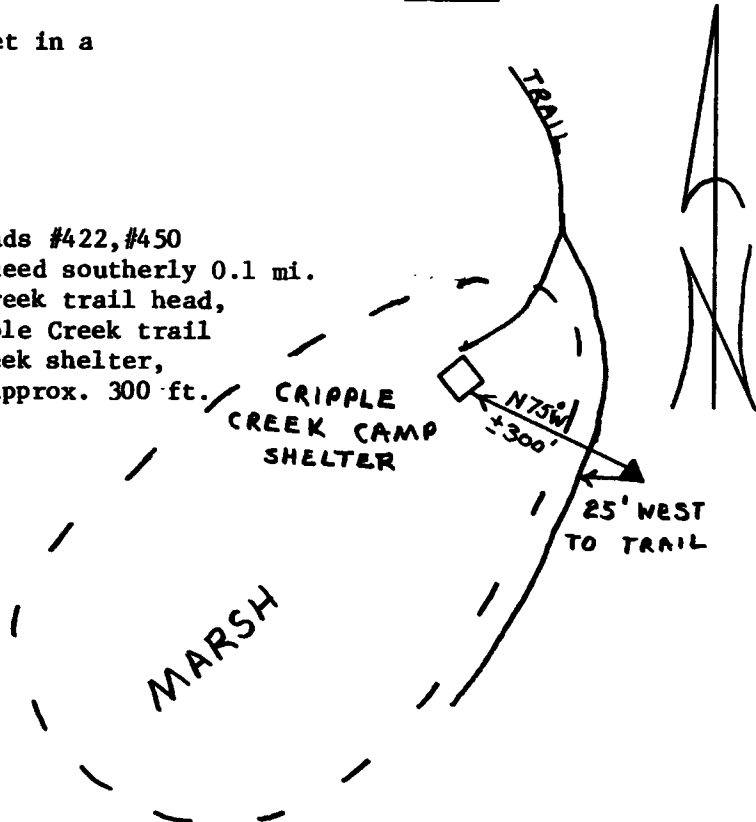 et in a
TRAIL
ds #422,#450
eed southerly 0.1 mi.
reek trail head,
le Creek trail
ek shelter,
pprox. 300 ft.
CRIPPLE
CREEK CAMP
SHELTER
N75°W
±300'
25' WEST
TO TRAIL
MARSH
N